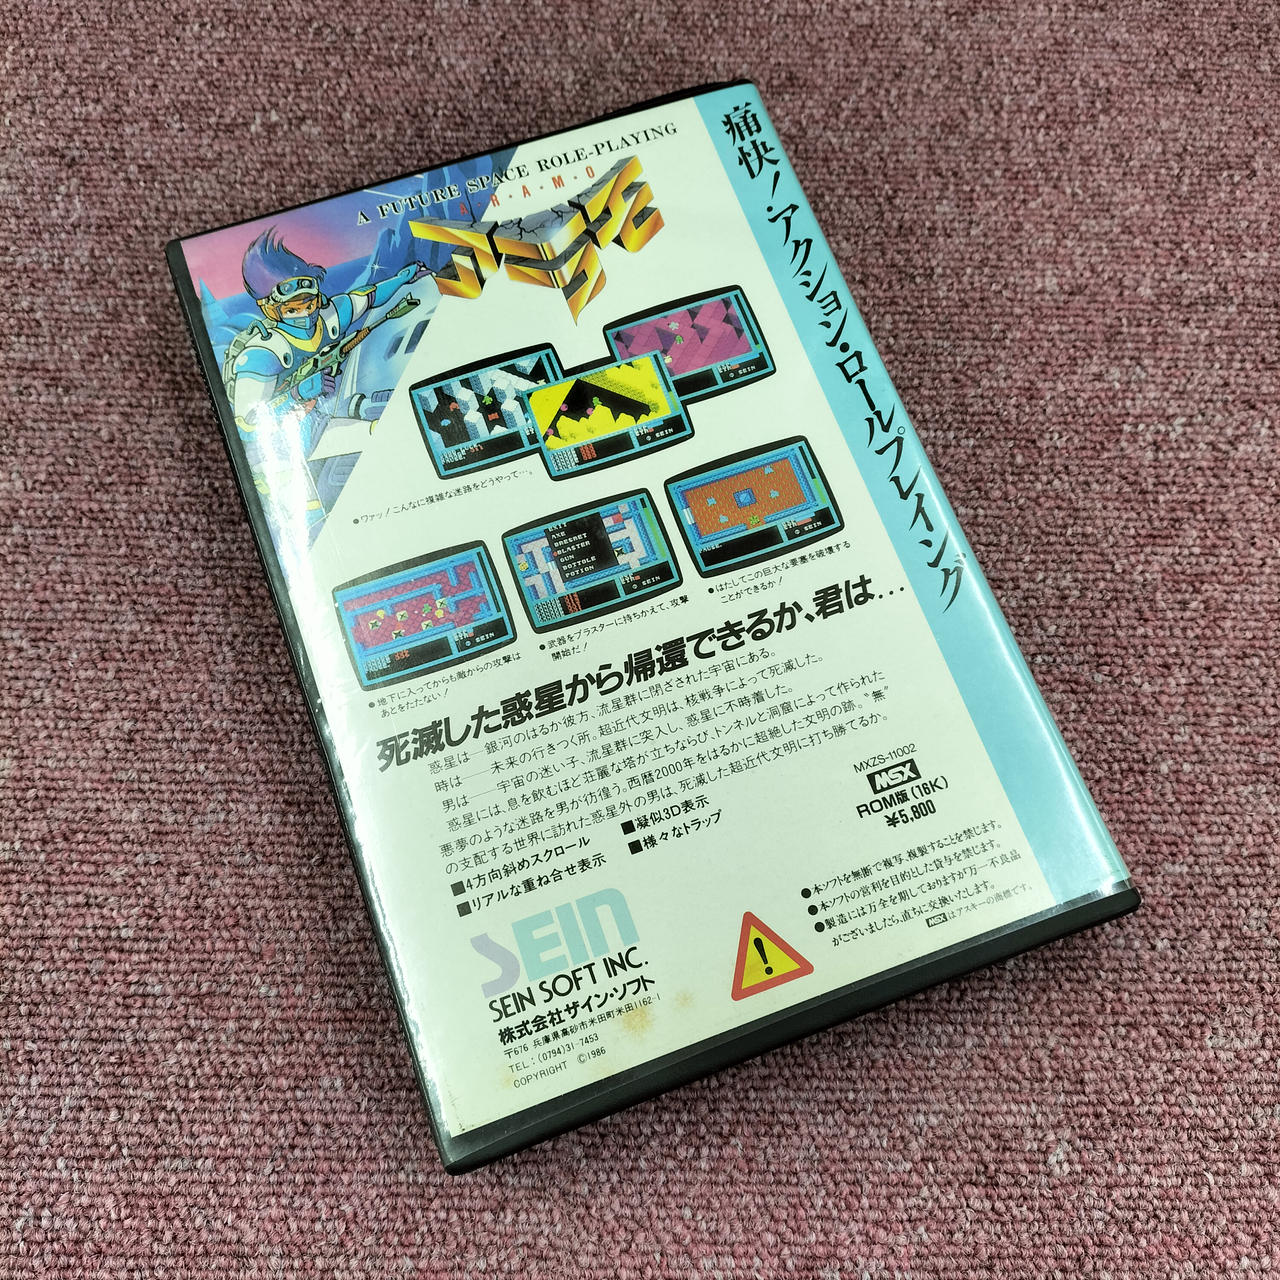 A FUTURE SPACE ROLE-PLAYING
A·R·A·M·O
痛快!アクション・ロールプレイング
●ワァッ!こんなに複雑な迷路をどうやって…。
© SEIN
© SEIN
© SEIN
EXIT
AXE
BLASTER
GUN
BOTTOLE
POTION
© SEIN
© SEIN
© SEIN
●はたしてこの巨大な要塞を破壊する
ことができるか!
●武器をブラスターに持ちかえて、攻撃
開始だ!
●地下に入ってからも敵からの攻撃は
あとをたたない!
死滅した惑星から帰還できるか、君は…
惑星は―銀河のはるか彼方、流星群に閉ざされた宇宙にある。
時は――未来の行きつく所。超近代文明は、核戦争によって死滅した。
男は――宇宙の迷い子、流星群に突入し、惑星に不時着した。
惑星には、息を飲むほど荘麗な塔が立ちならび、トンネルと洞窟によって作られた
悪夢のような迷路を男が彷徨う。西暦2000年をはるかに超絶した文明の跡。“無”
の支配する世界に訪れた惑星外の男は、死滅した超近代文明に打ち勝てるか。
■4方向斜めスクロール
■疑似3D表示
■リアルな重ね合せ表示
■様々なトラップ
MXZS-11002
MSX
ROM版(16K)
¥5,800
●本ソフトを無断で複写、複製することを禁じます。
●本ソフトの営利を目的とした貸与を禁じます。
●製造には万全を期しておりますが万一不良品
がございましたら、直ちに交換いたします。
MSXはアスキーの商標です。
!
SEIN
SEIN SOFT INC.
株式会社ザイン・ソフト
〒676 兵庫県高砂市米田町米田1162-1
TEL:(0794)31-7453
COPYRIGHT ©1986